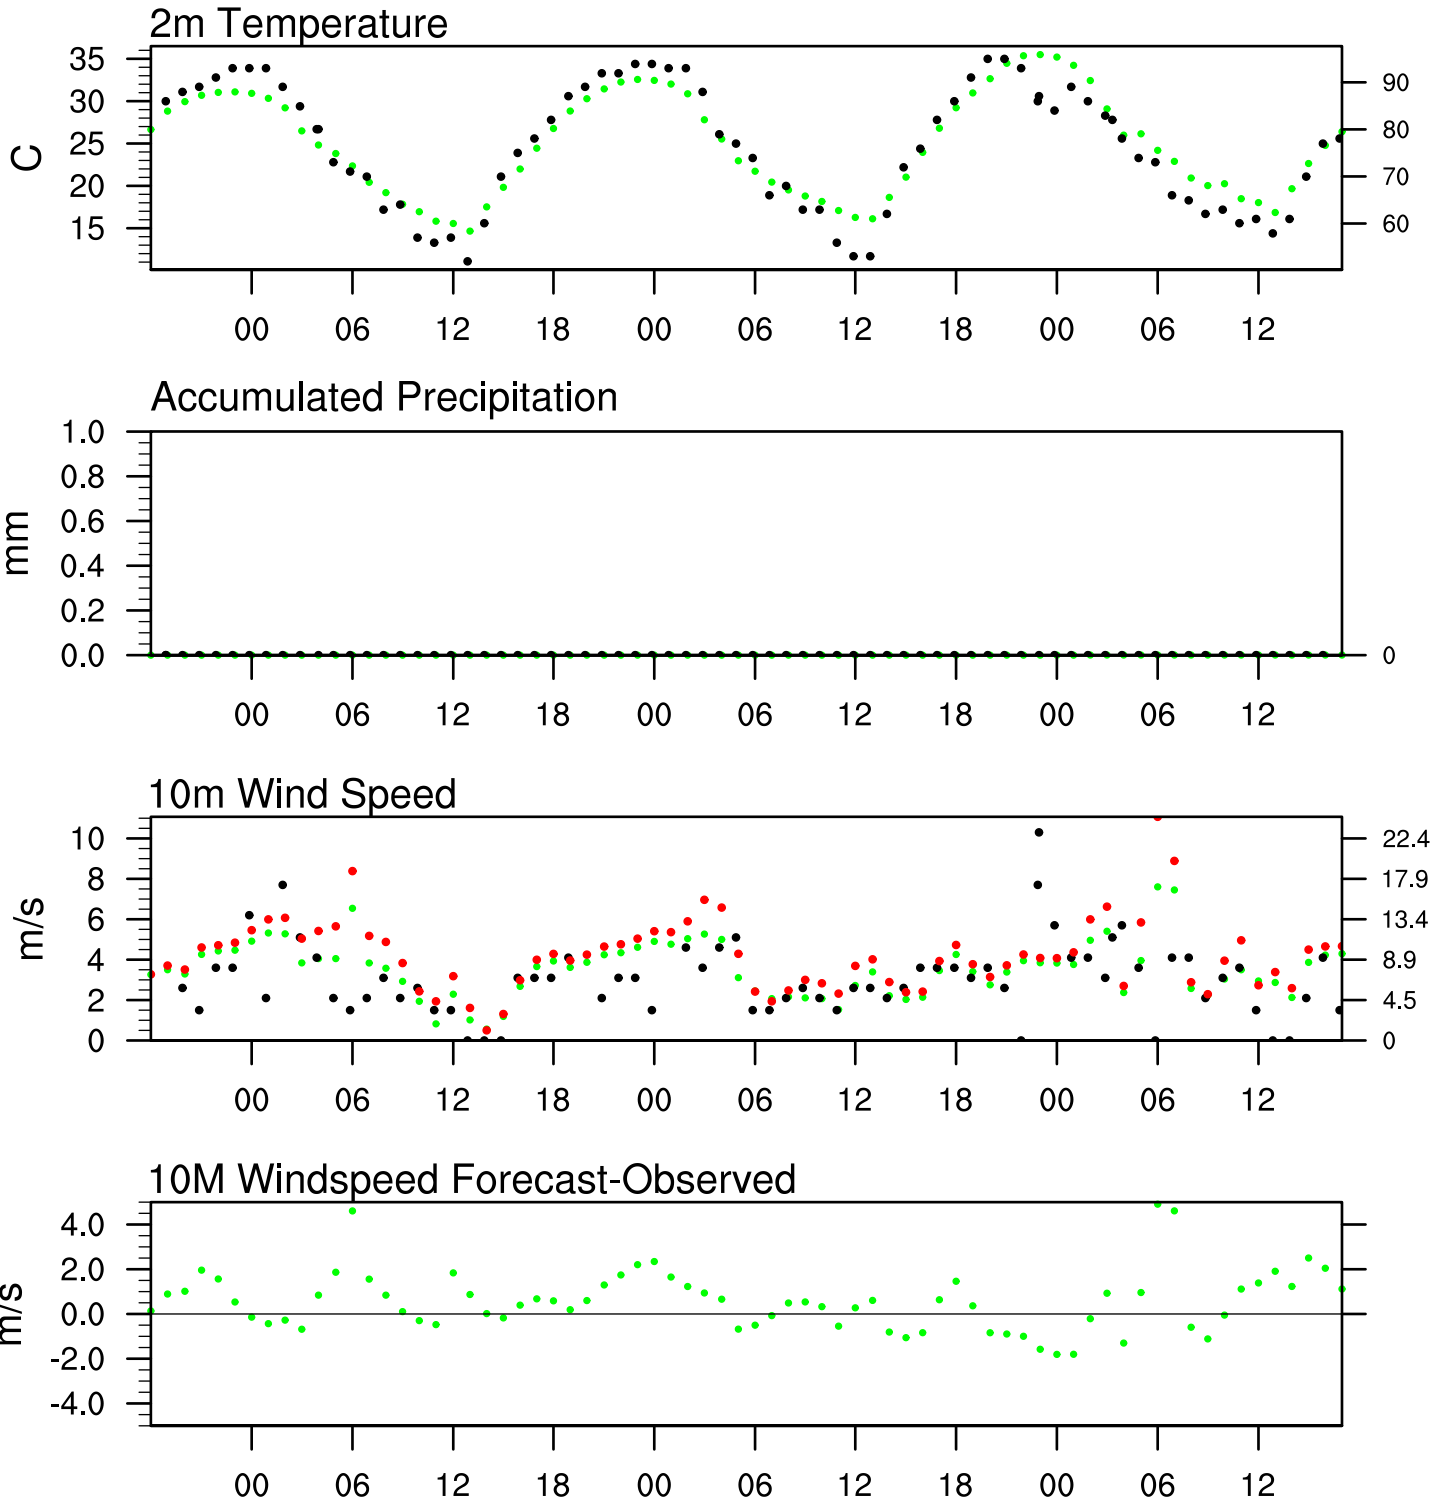 2m Temperature
35
30
25
20
15
C
90
80
70
60
00 06 12 18 00 06 12 18 00 06 12
Accumulated Precipitation
1.0
0.8
0.6
0.4
0.2
0.0
mm
0
00 06 12 18 00 06 12 18 00 06 12
10m Wind Speed
10
8
6
4
2
0
m/s
22.4
17.9
13.4
8.9
4.5
0
00 06 12 18 00 06 12 18 00 06 12
10M Windspeed Forecast-Observed
4.0
2.0
0.0
-2.0
-4.0
m/s
00 06 12 18 00 06 12 18 00 06 12